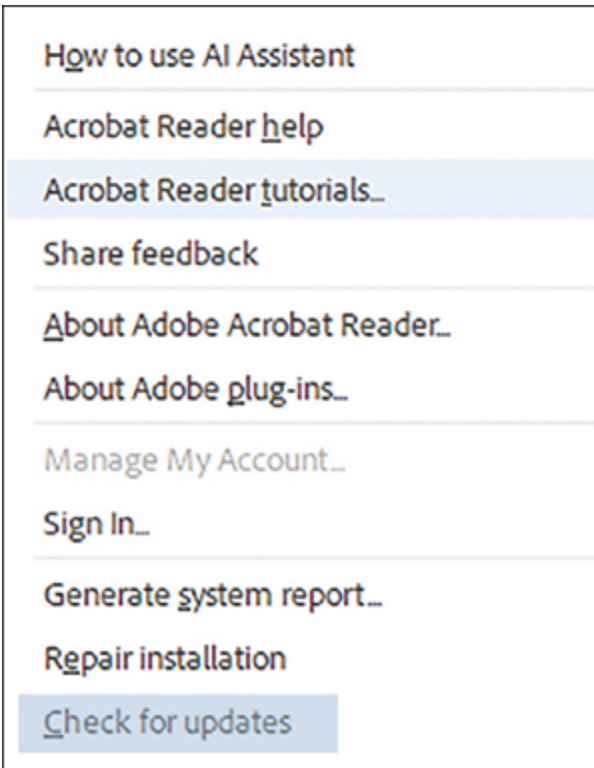 How to use AI Assistant
Acrobat Reader help
Acrobat Reader tutorials...
Share feedback
About Adobe Acrobat Reader...
About Adobe plug-ins...
Manage My Account...
Sign In...
Generate system report...
Repair installation
Check for updates